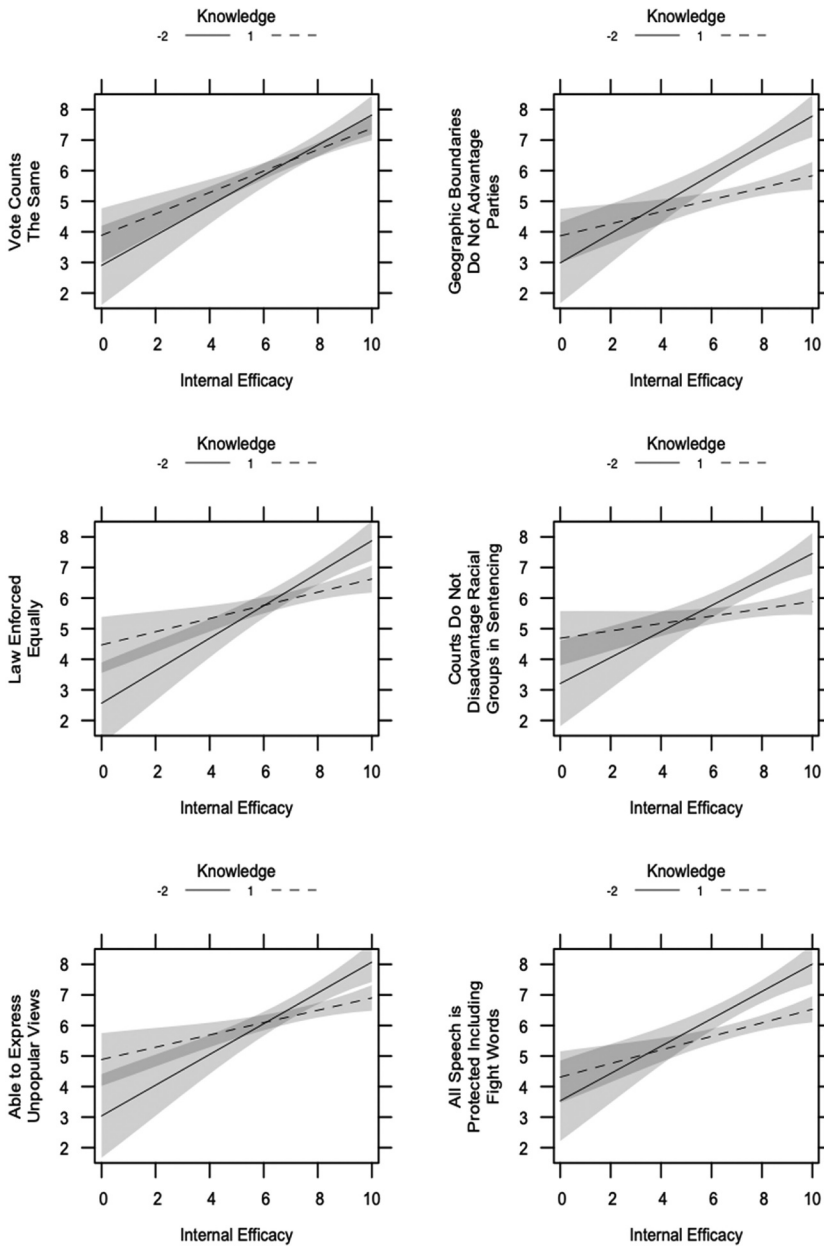 Knowledge
-2 1
Vote Counts
The Same
8
7
6
5
4
3
2
0 2 4 6 8 10
Internal Efficacy
Knowledge
-2 1
Geographic Boundaries
Do Not Advantage
Parties
8
7
6
5
4
3
2
0 2 4 6 8 10
Internal Efficacy
Knowledge
-2 1
Law Enforced
Equally
8
7
6
5
4
3
2
0 2 4 6 8 10
Internal Efficacy
Knowledge
-2 1
Courts Do Not
Disadvantage Racial
Groups in Sentencing
8
7
6
5
4
3
2
0 2 4 6 8 10
Internal Efficacy
Knowledge
-2 1
Able to Express
Unpopular Views
8
7
6
5
4
3
2
0 2 4 6 8 10
Internal Efficacy
Knowledge
-2 1
All Speech is
Protected Including
Fight Words
8
7
6
5
4
3
2
0 2 4 6 8 10
Internal Efficacy